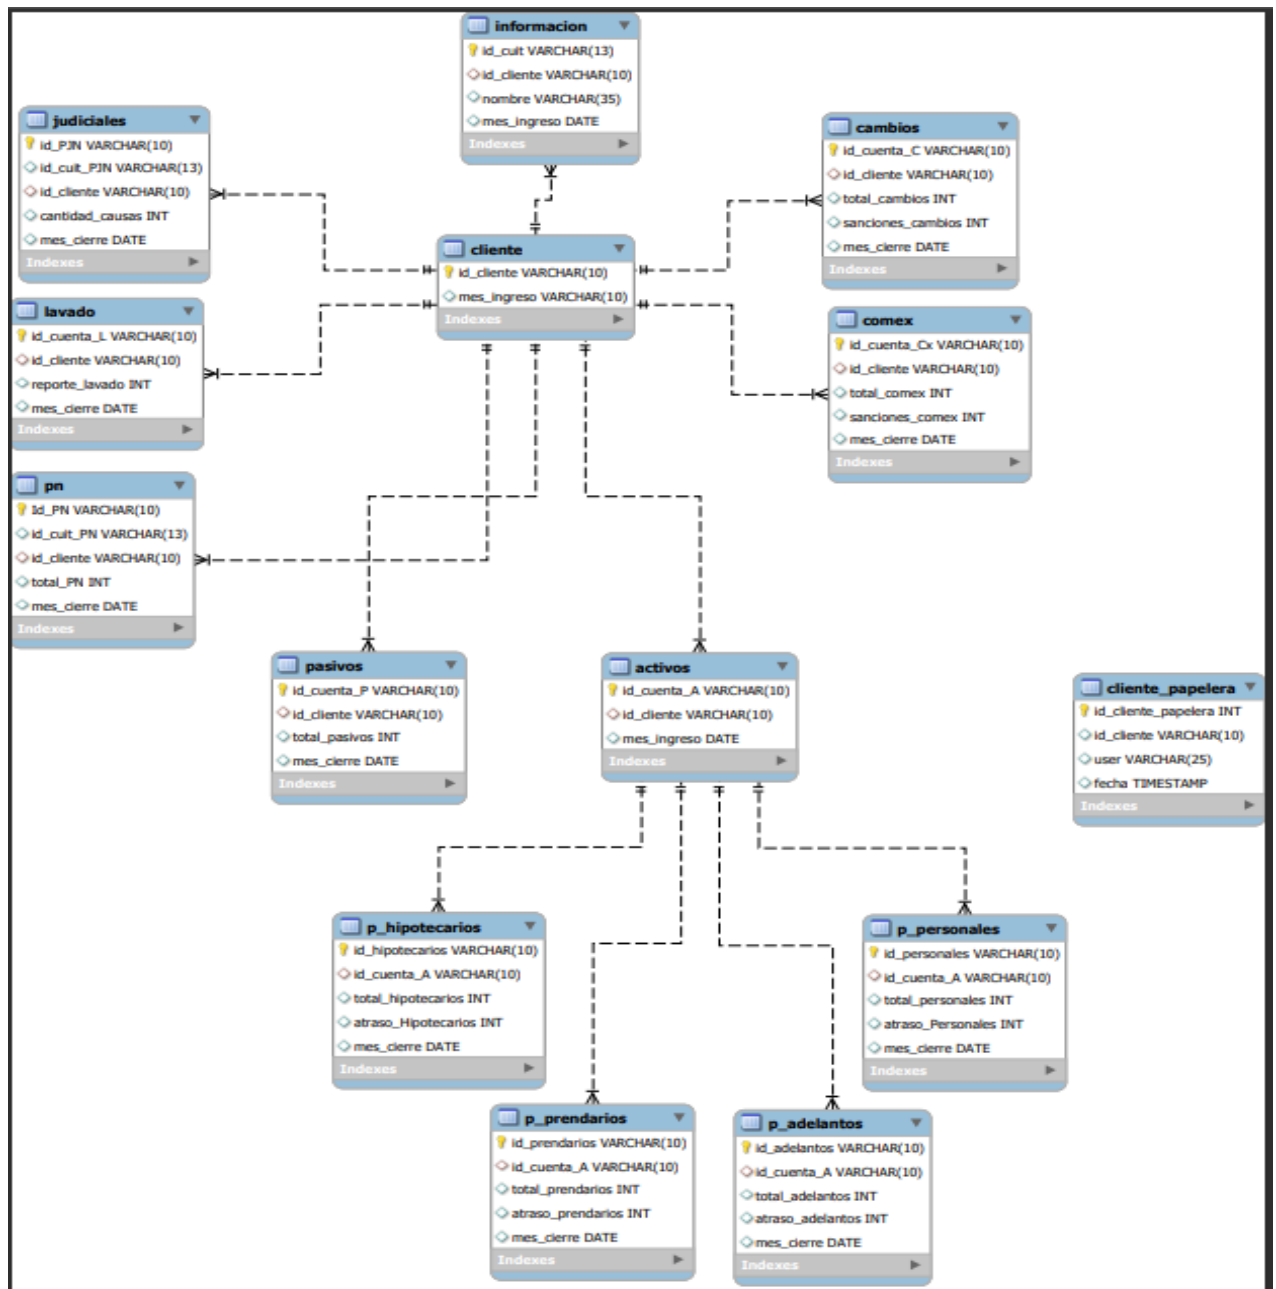 informacion
id_cuit VARCHAR(13)
id_cliente VARCHAR(10)
nombre VARCHAR(35)
mes_ingreso DATE
Indexes
judiciales
id_PJN VARCHAR(10)
id_cuit_PJN VARCHAR(13)
id_cliente VARCHAR(10)
cantidad_causas INT
mes_cierre DATE
Indexes
cambios
id_cuenta_C VARCHAR(10)
id_cliente VARCHAR(10)
total_cambios INT
sanciones_cambios INT
mes_cierre DATE
Indexes
cliente
id_cliente VARCHAR(10)
mes_ingreso VARCHAR(10)
Indexes
lavado
id_cuenta_L VARCHAR(10)
id_cliente VARCHAR(10)
reporte_lavado INT
mes_cierre DATE
Indexes
comex
id_cuenta_Cx VARCHAR(10)
id_cliente VARCHAR(10)
total_comex INT
sanciones_comex INT
mes_cierre DATE
Indexes
pn
Id_PN VARCHAR(10)
id_cuit_PN VARCHAR(13)
id_cliente VARCHAR(10)
total_PN INT
mes_cierre DATE
Indexes
pasivos
id_cuenta_P VARCHAR(10)
id_cliente VARCHAR(10)
total_pasivos INT
mes_cierre DATE
Indexes
activos
id_cuenta_A VARCHAR(10)
id_cliente VARCHAR(10)
mes_ingreso DATE
Indexes
cliente_papelera
id_cliente_papelera INT
id_cliente VARCHAR(10)
user VARCHAR(25)
fecha TIMESTAMP
Indexes
p_hipotecarios
id_hipotecarios VARCHAR(10)
id_cuenta_A VARCHAR(10)
total_hipotecarios INT
atraso_Hipotecarios INT
mes_cierre DATE
Indexes
p_personales
id_personales VARCHAR(10)
id_cuenta_A VARCHAR(10)
total_personales INT
atraso_Personales INT
mes_cierre DATE
Indexes
p_prendarios
id_prendarios VARCHAR(10)
id_cuenta_A VARCHAR(10)
total_prendarios INT
atraso_prendarios INT
mes_cierre DATE
Indexes
p_adelantos
id_adelantos VARCHAR(10)
id_cuenta_A VARCHAR(10)
total_adelantos INT
atraso_adelantos INT
mes_cierre DATE
Indexes